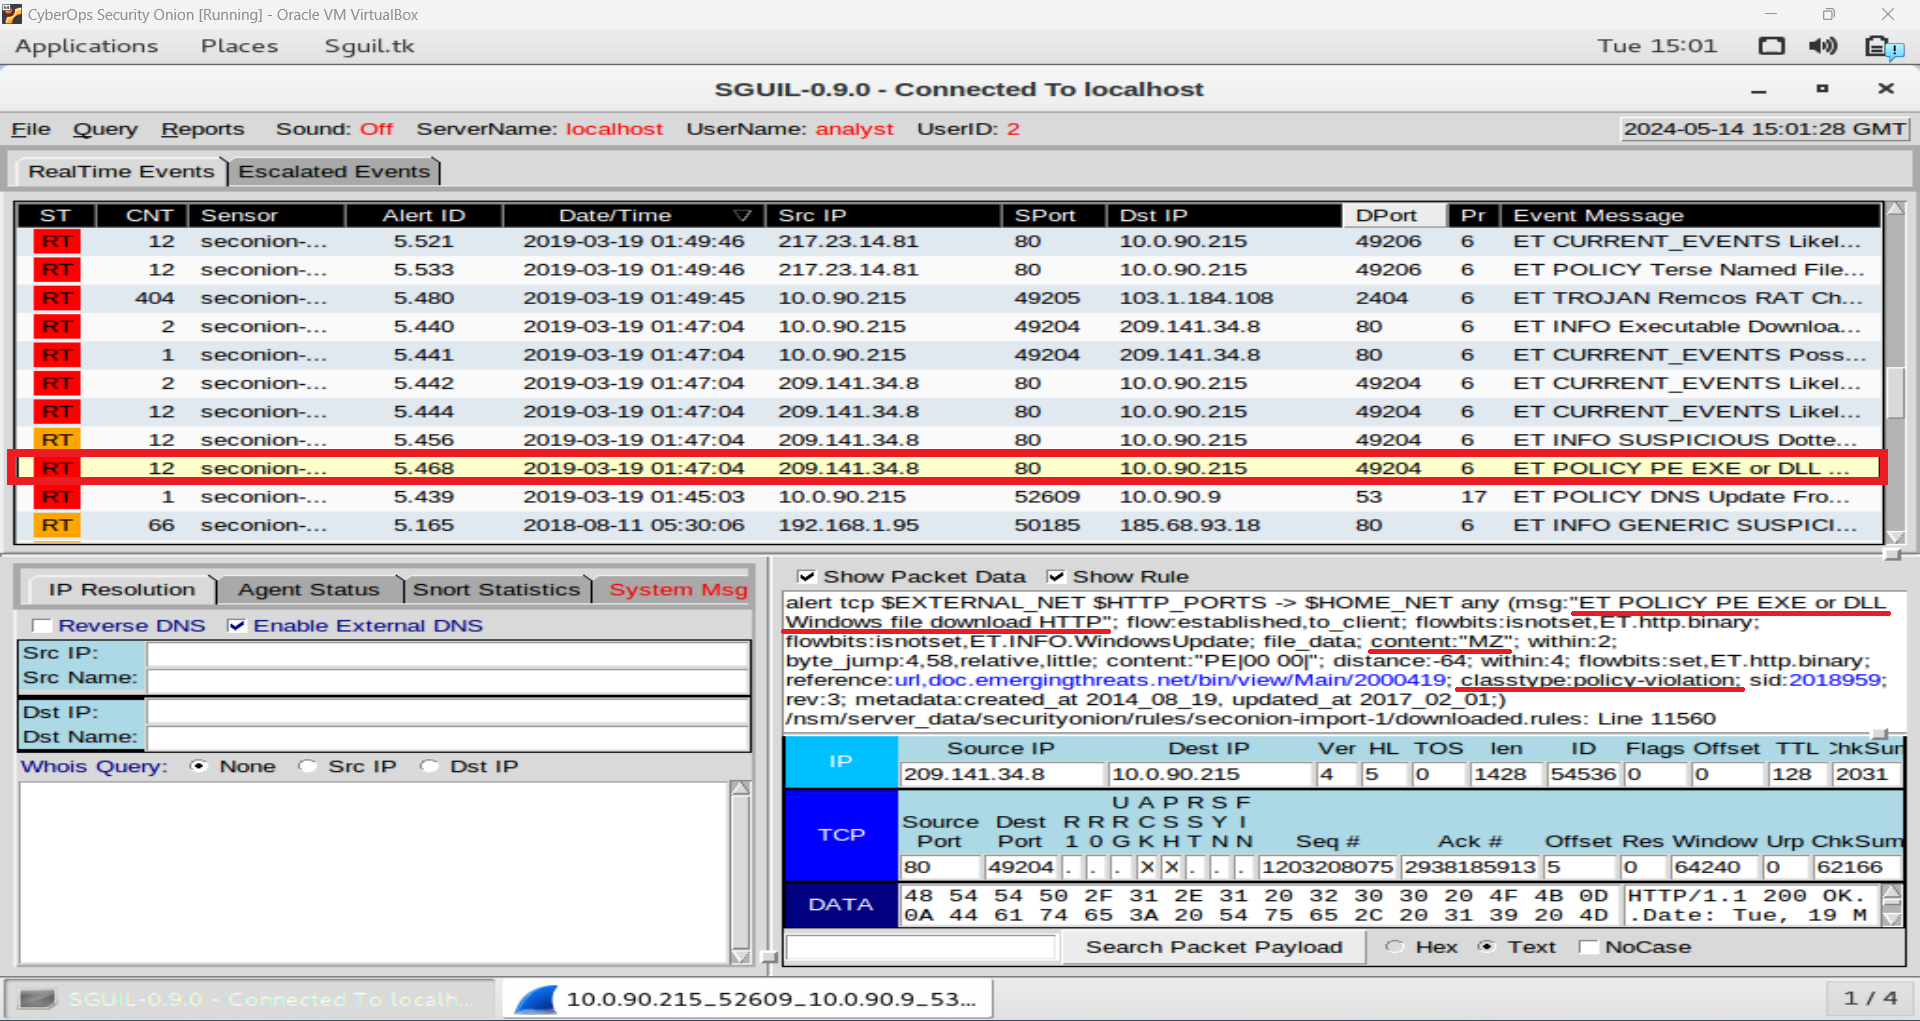 CyberOps Security Onion [Running] - Oracle VM VirtualBox
Applications Places Sguil.tk Tue 15:01
SGUIL-0.9.0 - Connected To localhost
File Query Reports Sound: Off ServerName: localhost UserName: analyst UserID: 2 2024-05-14 15:01:28 GMT
RealTime Events Escalated Events
ST CNT Sensor Alert ID Date/Time Src IP SPort Dst IP DPort Pr Event Message
RT 12 seconion-... 5.521 2019-03-19 01:49:46 217.23.14.81 80 10.0.90.215 49206 6 ET CURRENT_EVENTS Likel...
RT 12 seconion-... 5.533 2019-03-19 01:49:46 217.23.14.81 80 10.0.90.215 49206 6 ET POLICY Terse Named File...
RT 404 seconion-... 5.480 2019-03-19 01:49:45 10.0.90.215 49205 103.1.184.108 2404 6 ET TROJAN Remcos RAT Ch...
RT 2 seconion-... 5.440 2019-03-19 01:47:04 10.0.90.215 49204 209.141.34.8 80 6 ET INFO Executable Downloa...
RT 1 seconion-... 5.441 2019-03-19 01:47:04 10.0.90.215 49204 209.141.34.8 80 6 ET CURRENT_EVENTS Poss...
RT 2 seconion-... 5.442 2019-03-19 01:47:04 209.141.34.8 80 10.0.90.215 49204 6 ET CURRENT_EVENTS Likel...
RT 12 seconion-... 5.444 2019-03-19 01:47:04 209.141.34.8 80 10.0.90.215 49204 6 ET CURRENT_EVENTS Likel...
RT 12 seconion-... 5.456 2019-03-19 01:47:04 209.141.34.8 80 10.0.90.215 49204 6 ET INFO SUSPICIOUS Dotte...
RT 12 seconion-... 5.468 2019-03-19 01:47:04 209.141.34.8 80 10.0.90.215 49204 6 ET POLICY PE EXE or DLL ...
RT 1 seconion-... 5.439 2019-03-19 01:45:03 10.0.90.215 52609 10.0.90.9 53 17 ET POLICY DNS Update Fro...
RT 66 seconion-... 5.165 2018-08-11 05:30:06 192.168.1.95 50185 185.68.93.18 80 6 ET INFO GENERIC SUSPICI...
IP Resolution Agent Status Snort Statistics System Msg
Reverse DNS Enable External DNS
Src IP:
Src Name:
Dst IP:
Dst Name:
Whois Query: None Src IP Dst IP
Show Packet Data Show Rule
alert tcp $EXTERNAL_NET $HTTP_PORTS -> $HOME_NET any (msg:"ET POLICY PE EXE or DLL
Windows file download HTTP"; flow:established,to_client; flowbits:isnotset,ET.http.binary;
flowbits:isnotset,ET.INFO.WindowsUpdate; file_data; content:"MZ"; within:2;
byte_jump:4,58,relative,little; content:"PE|00 00|"; distance:-64; within:4; flowbits:set,ET.http.binary;
reference:url,doc.emergingthreats.net/bin/view/Main/2000419; classtype:policy-violation; sid:2018959;
rev:3; metadata:created_at 2014_08_19, updated_at 2017_02_01;)
/nsm/server_data/securityonion/rules/seconion-import-1/downloaded.rules: Line 11560
IP Source IP Dest IP Ver HL TOS len ID Flags Offset TTL ChkSum
209.141.34.8 10.0.90.215 4 5 0 1428 54536 0 0 128 2031
U A P R S F
Source Dest R R R C S S Y I
TCP Port Port 1 0 G K H T N N Seq # Ack # Offset Res Window Urp ChkSum
80 49204 . . . X X . . . 1203208075 2938185913 5 0 64240 0 62166
DATA 48 54 54 50 2F 31 2E 31 20 32 30 30 20 4F 4B 0D HTTP/1.1 200 OK.
0A 44 61 74 65 3A 20 54 75 65 2C 20 31 39 20 4D .Date: Tue, 19 M
Search Packet Payload Hex Text NoCase
SGUIL-0.9.0 - Connected To localh... 10.0.90.215_52609_10.0.90.9_53... 1 / 4